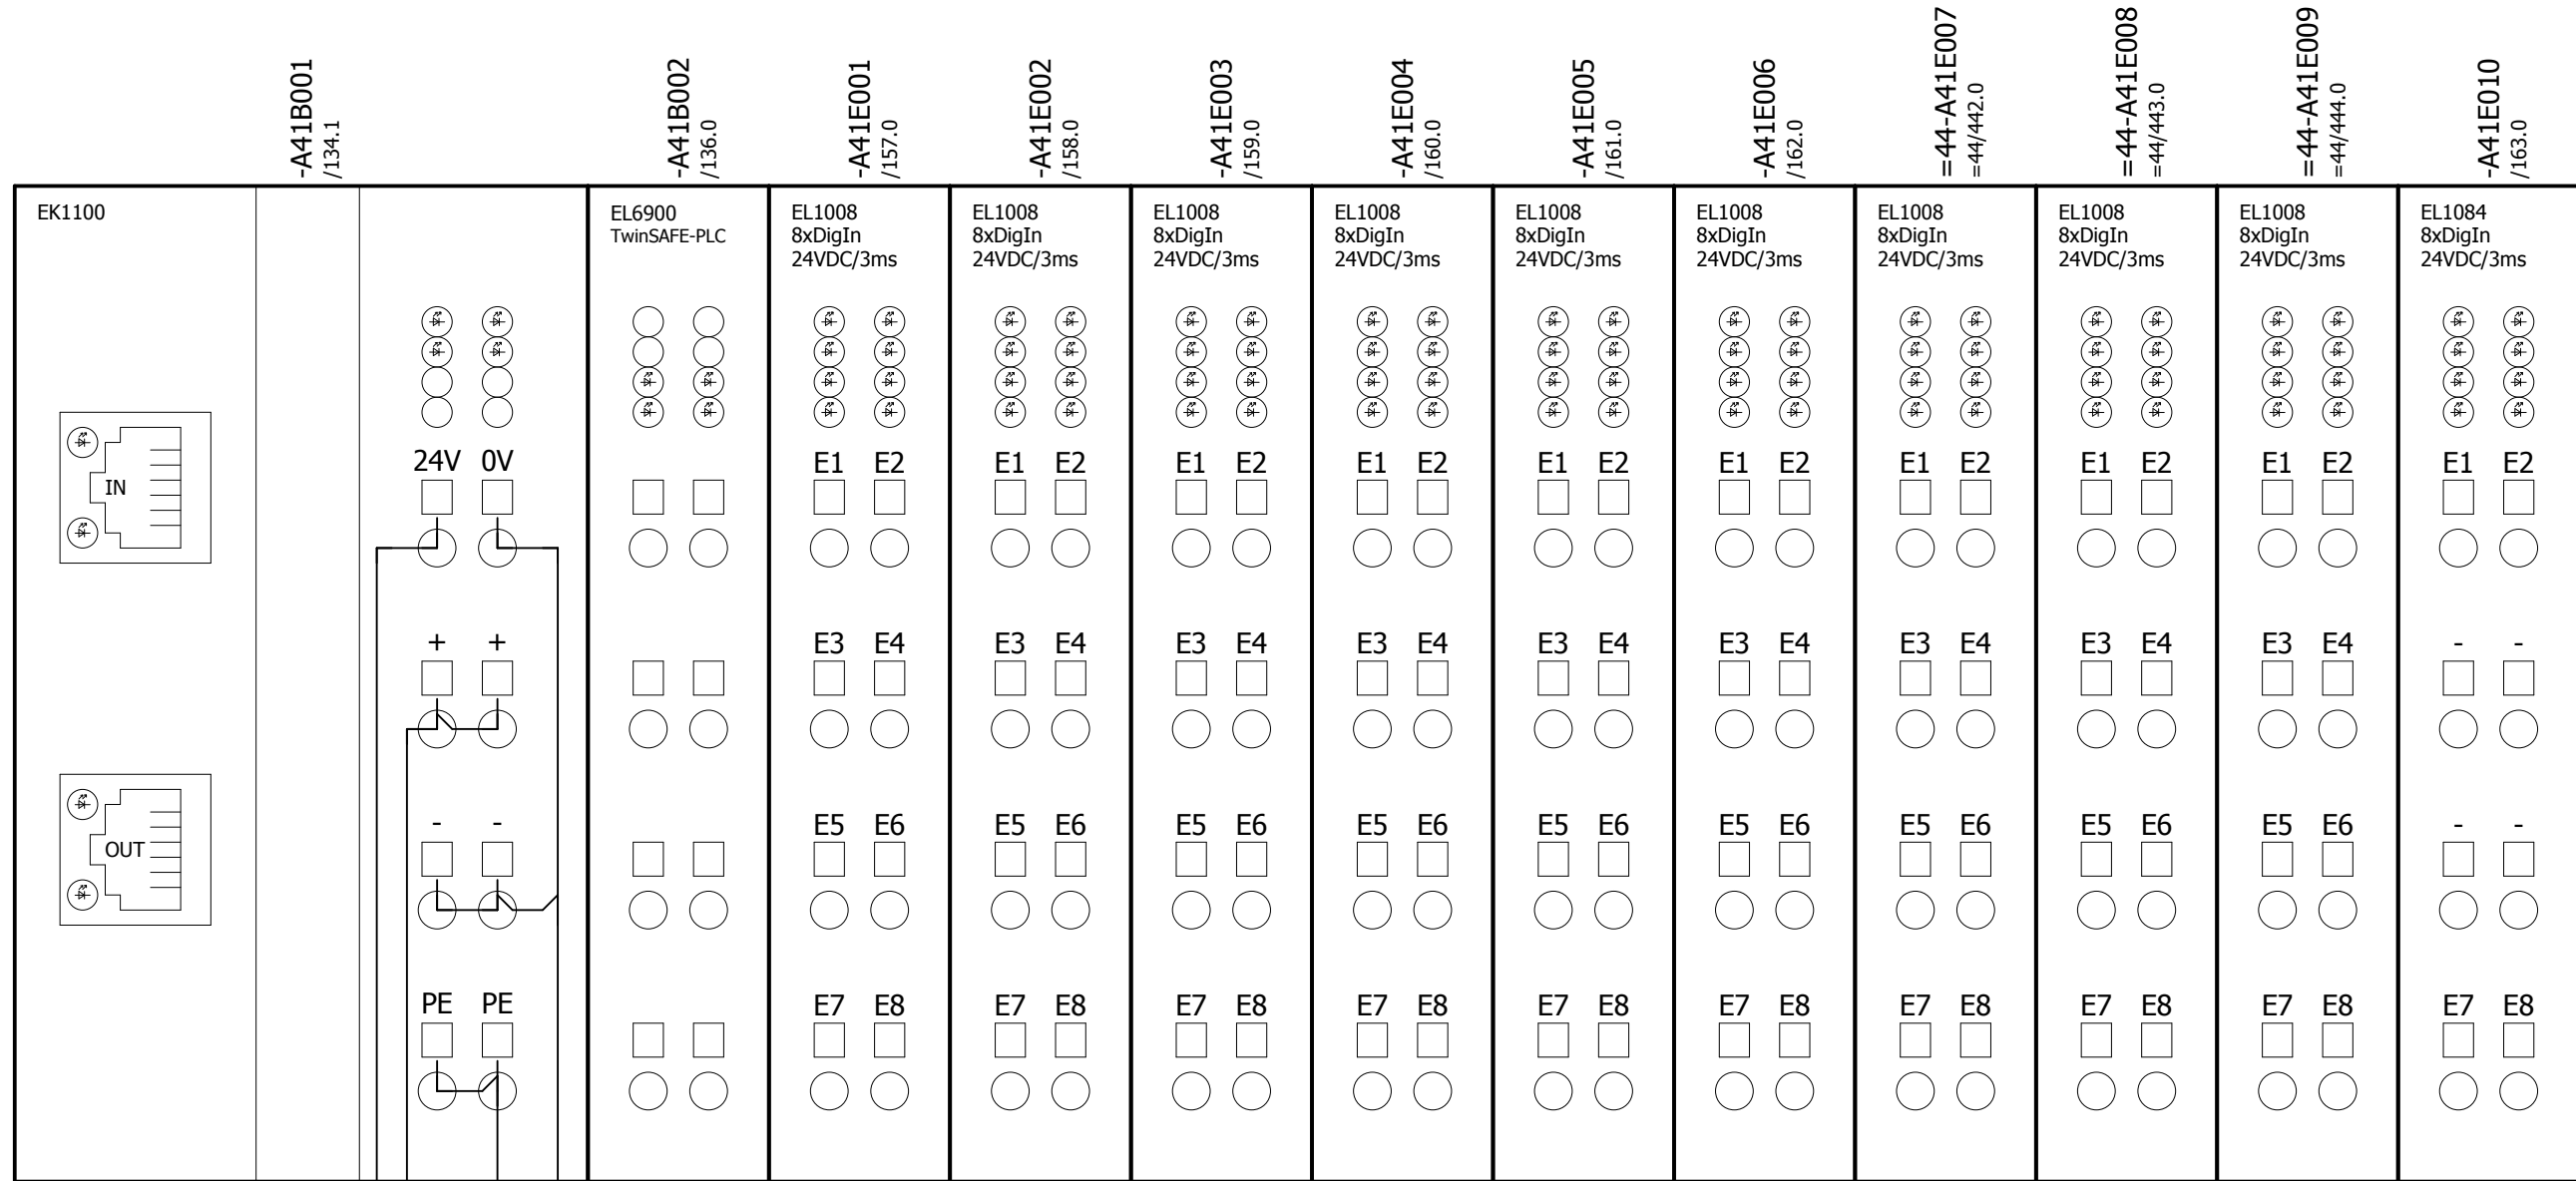 -A41B001
/134.1
-A41B002
/136.0
-A41E001
/157.0
-A41E002
/158.0
-A41E003
/159.0
-A41E004
/160.0
-A41E005
/161.0
-A41E006
/162.0
=44-A41E007
=44/442.0
=44-A41E008
=44/443.0
=44-A41E009
=44/444.0
-A41E010
/163.0
EK1100
IN
OUT
24V 0V
+ +
- -
PE PE
EL6900
TwinSAFE-PLC
EL1008
8xDigIn
24VDC/3ms
E1 E2
E3 E4
E5 E6
E7 E8
EL1008
8xDigIn
24VDC/3ms
E1 E2
E3 E4
E5 E6
E7 E8
EL1008
8xDigIn
24VDC/3ms
E1 E2
E3 E4
E5 E6
E7 E8
EL1008
8xDigIn
24VDC/3ms
E1 E2
E3 E4
E5 E6
E7 E8
EL1008
8xDigIn
24VDC/3ms
E1 E2
E3 E4
E5 E6
E7 E8
EL1008
8xDigIn
24VDC/3ms
E1 E2
E3 E4
E5 E6
E7 E8
EL1008
8xDigIn
24VDC/3ms
E1 E2
E3 E4
E5 E6
E7 E8
EL1008
8xDigIn
24VDC/3ms
E1 E2
E3 E4
E5 E6
E7 E8
EL1008
8xDigIn
24VDC/3ms
E1 E2
E3 E4
E5 E6
E7 E8
EL1084
8xDigIn
24VDC/3ms
E1 E2
- -
- -
E7 E8